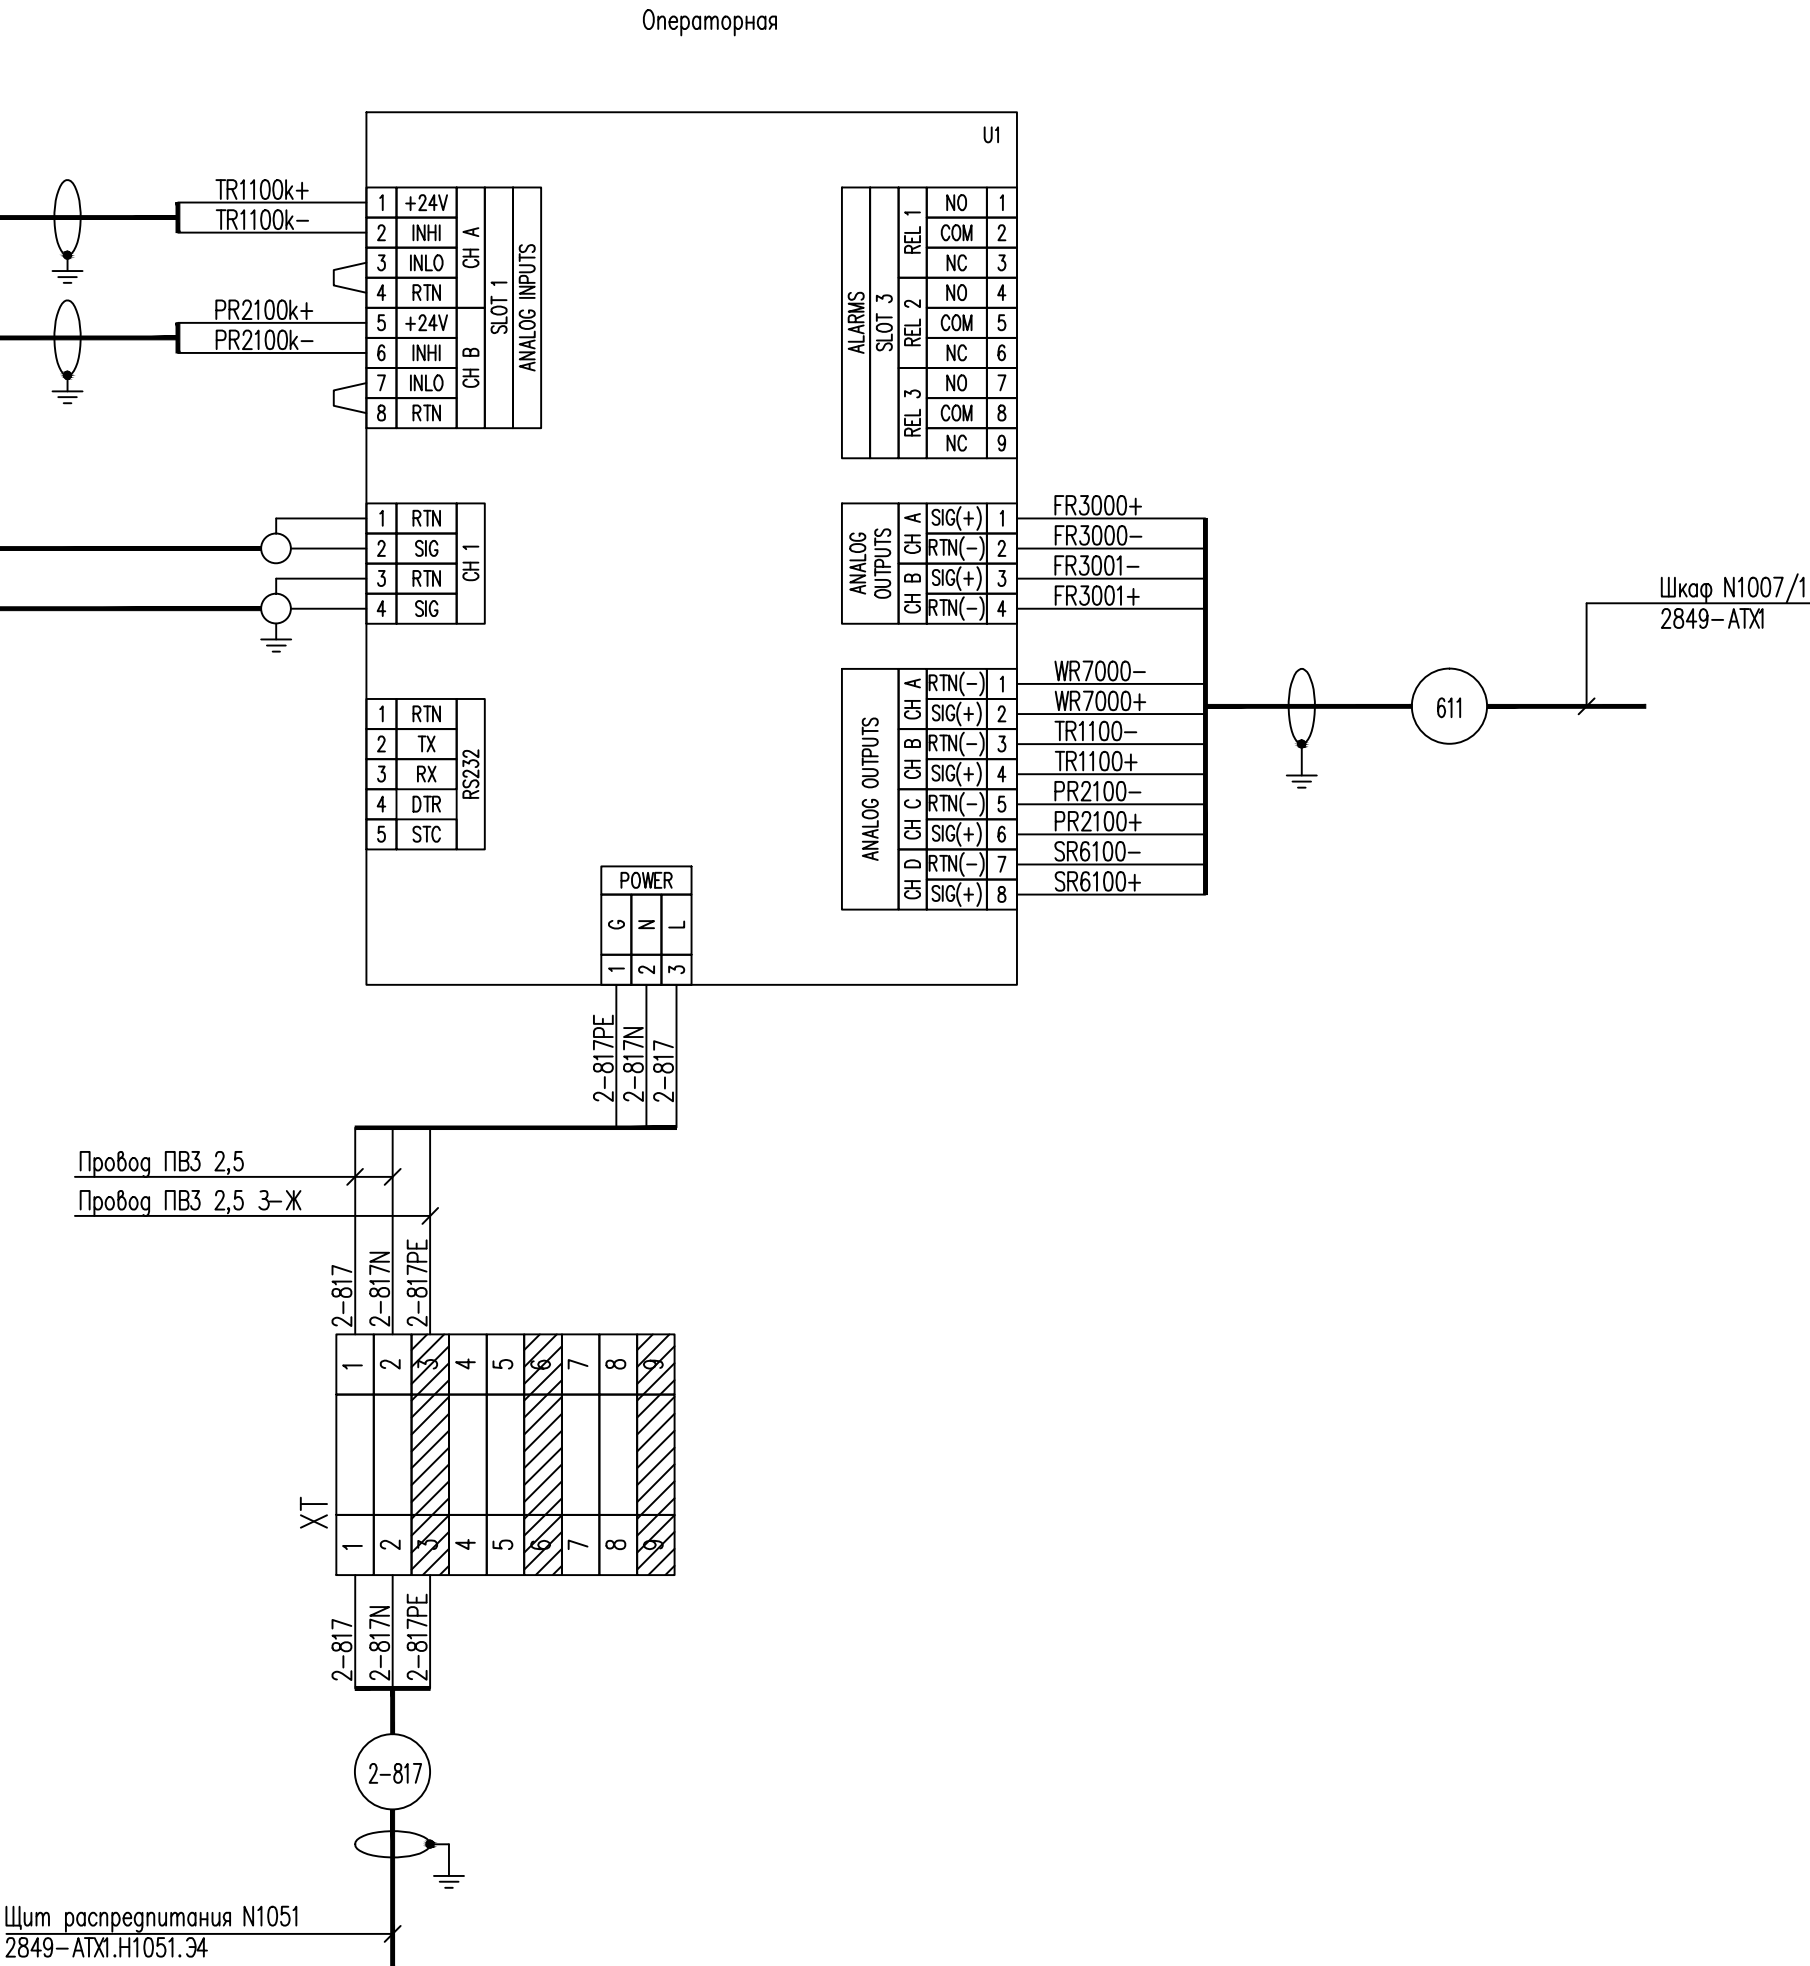 Операторная
U1
TR1100k+
TR1100k-
PR2100k+
PR2100k-
1 +24V
2 INHI
3 INLO
4 RTN
5 +24V
6 INHI
7 INLO
8 RTN
CH A
CH B
SLOT 1
ANALOG INPUTS
1 RTN
2 SIG
3 RTN
4 SIG
CH 1
1 RTN
2 TX
3 RX
4 DTR
5 STC
RS232
ALARMS
SLOT 3
REL 1
REL 2
REL 3
NO 1
COM 2
NC 3
NO 4
COM 5
NC 6
NO 7
COM 8
NC 9
ANALOG
OUTPUTS
CH A
CH B
SIG(+) 1
RTN(-) 2
SIG(+) 3
RTN(-) 4
FR3000+
FR3000-
FR3001-
FR3001+
ANALOG OUTPUTS
CH A
CH B
CH C
CH D
RTN(-) 1
SIG(+) 2
RTN(-) 3
SIG(+) 4
RTN(-) 5
SIG(+) 6
RTN(-) 7
SIG(+) 8
WR7000-
WR7000+
TR1100-
TR1100+
PR2100-
PR2100+
SR6100-
SR6100+
611
Шкаф N1007/1
2849-АТХ1
POWER
G N L
1 2 3
2-817PE
2-817N
2-817
Провод ПВ3 2,5
Провод ПВ3 2,5 З-Ж
2-817
2-817N
2-817PE
XT
1 2 3 4 5 6 7 8 9
1 2 3 4 5 6 7 8 9
2-817
2-817N
2-817PE
2-817
Щит распредпитания N1051
2849-АТХ1.Н1051.Э4